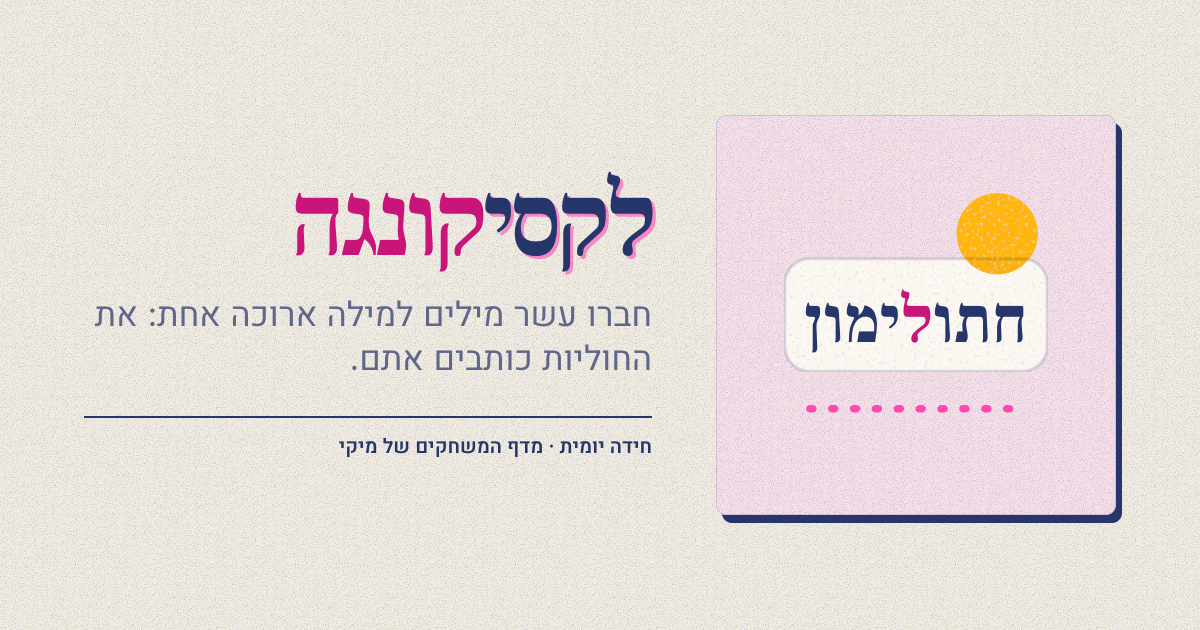 לקסיקונגה
חברו עשר מילים למילה ארוכה אחת: את
החוליות כותבים אתם.
חידה יומית · מדף המשחקים של מיקי
חתולימון